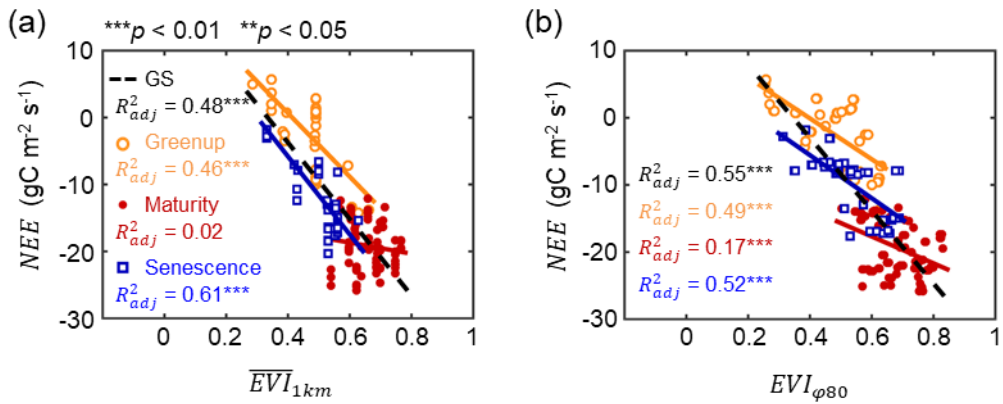 (a)
***p < 0.01 **p < 0.05
10
0
-10
-20
-30
NEE (gC m⁻² s⁻¹)
GS
R²adj = 0.48***
Greenup
R²adj = 0.46***
Maturity
R²adj = 0.02
Senescence
R²adj = 0.61***
0 0.2 0.4 0.6 0.8 1
EVI1km
(b)
10
0
-10
-20
-30
NEE (gC m⁻² s⁻¹)
R²adj = 0.55***
R²adj = 0.49***
R²adj = 0.17***
R²adj = 0.52***
0 0.2 0.4 0.6 0.8 1
EVIφ80